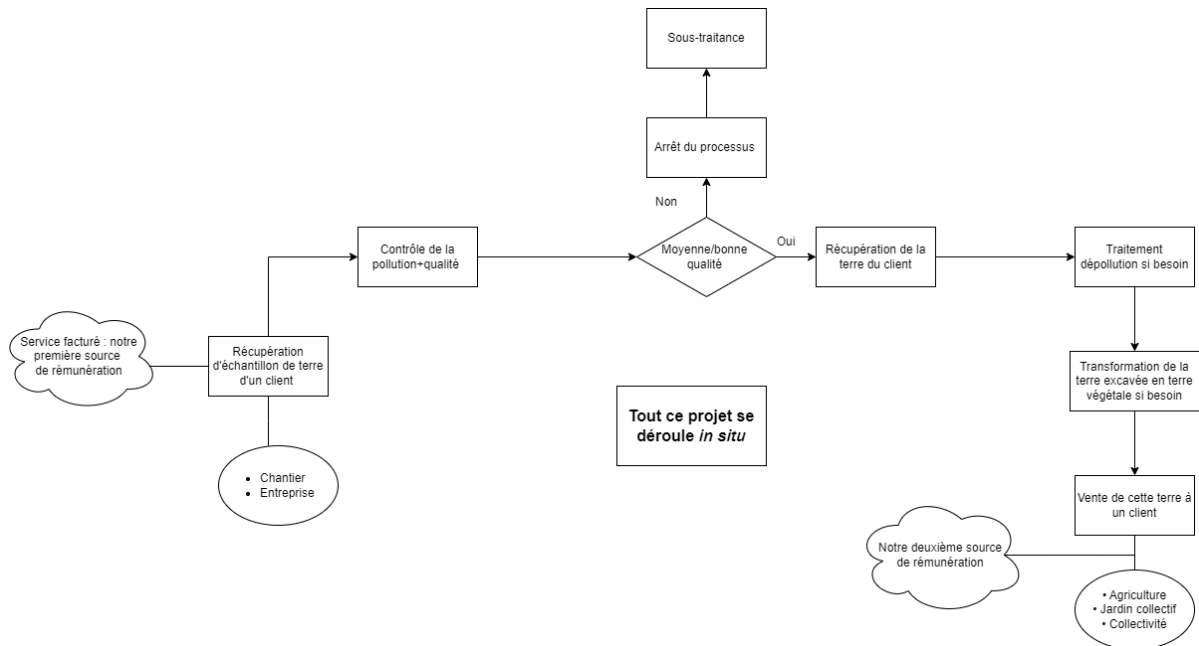 Sous-traitance
Arrêt du processus
Non
Contrôle de la
pollution+qualité
Moyenne/bonne
qualité
Oui
Récupération de la
terre du client
Traitement
dépollution si besoin
Service facturé : notre
première source
de rémunération
Récupération
d'échantillon de terre
d'un client
Transformation de la
terre excavée en terre
végétale si besoin
Tout ce projet se
déroule in situ
• Chantier
• Entreprise
Vente de cette terre à
un client
Notre deuxième source
de rémunération
• Agriculture
• Jardin collectif
• Collectivité